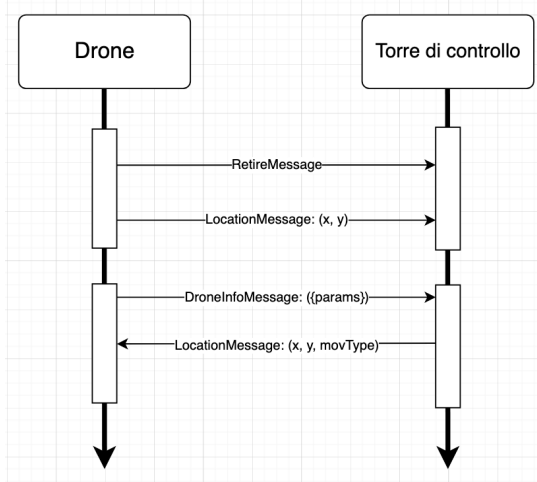 Drone
Torre di controllo
RetireMessage
LocationMessage: (x, y)
DroneInfoMessage: ({params})
LocationMessage: (x, y, movType)